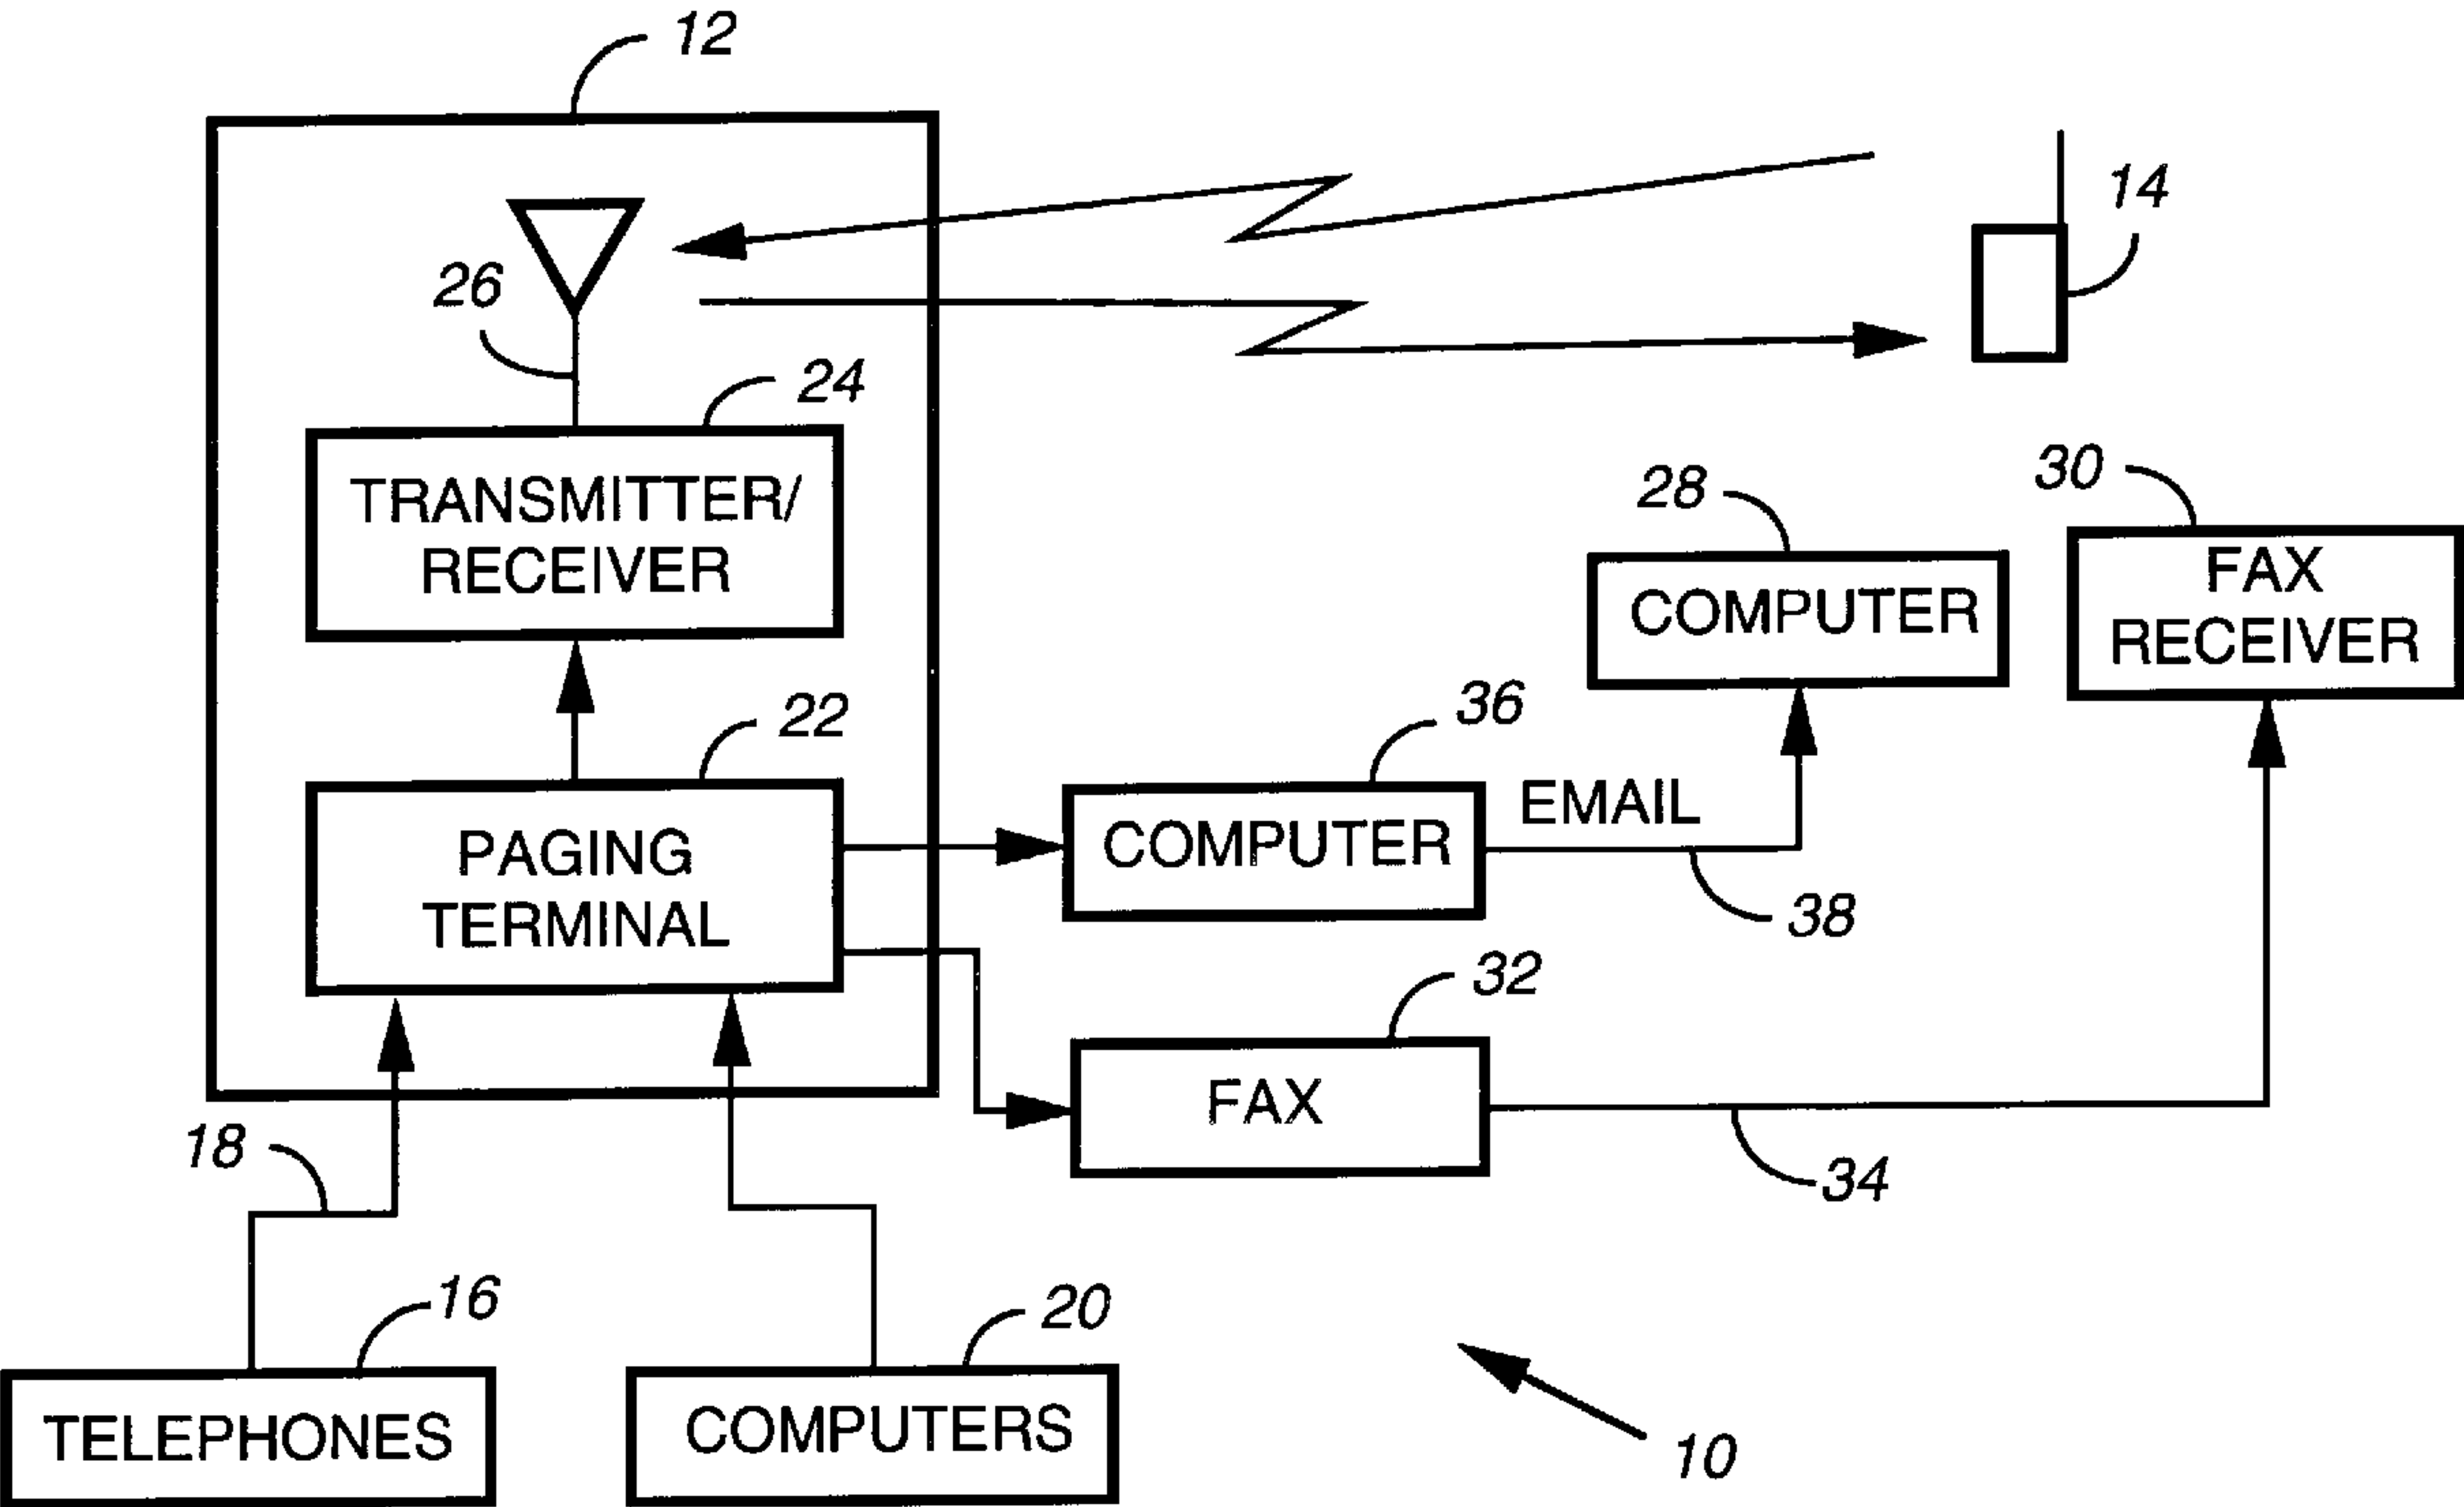 12
14
26
24
TRANSMITTER/
RECEIVER
28
30
COMPUTER
FAX
RECEIVER
22
36
PAGING
TERMINAL
COMPUTER
EMAIL
38
32
FAX
34
18
16
20
TELEPHONES
COMPUTERS
10